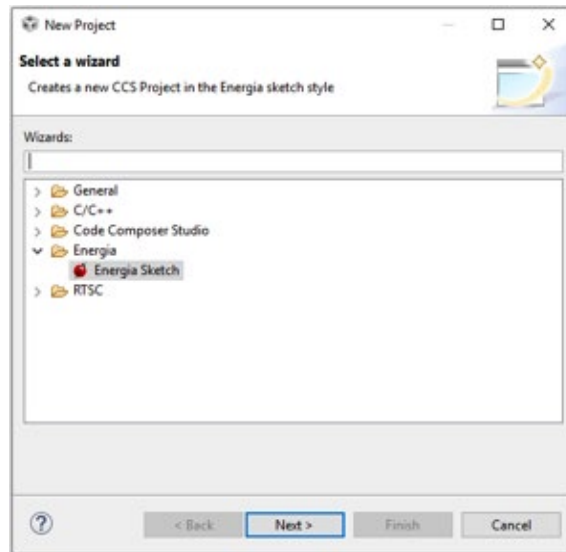 New Project
Select a wizard
Creates a new CCS Project in the Energia sketch style
Wizards:
General
C/C++
Code Composer Studio
Energia
Energia Sketch
RTSC
< Back Next > Finish Cancel